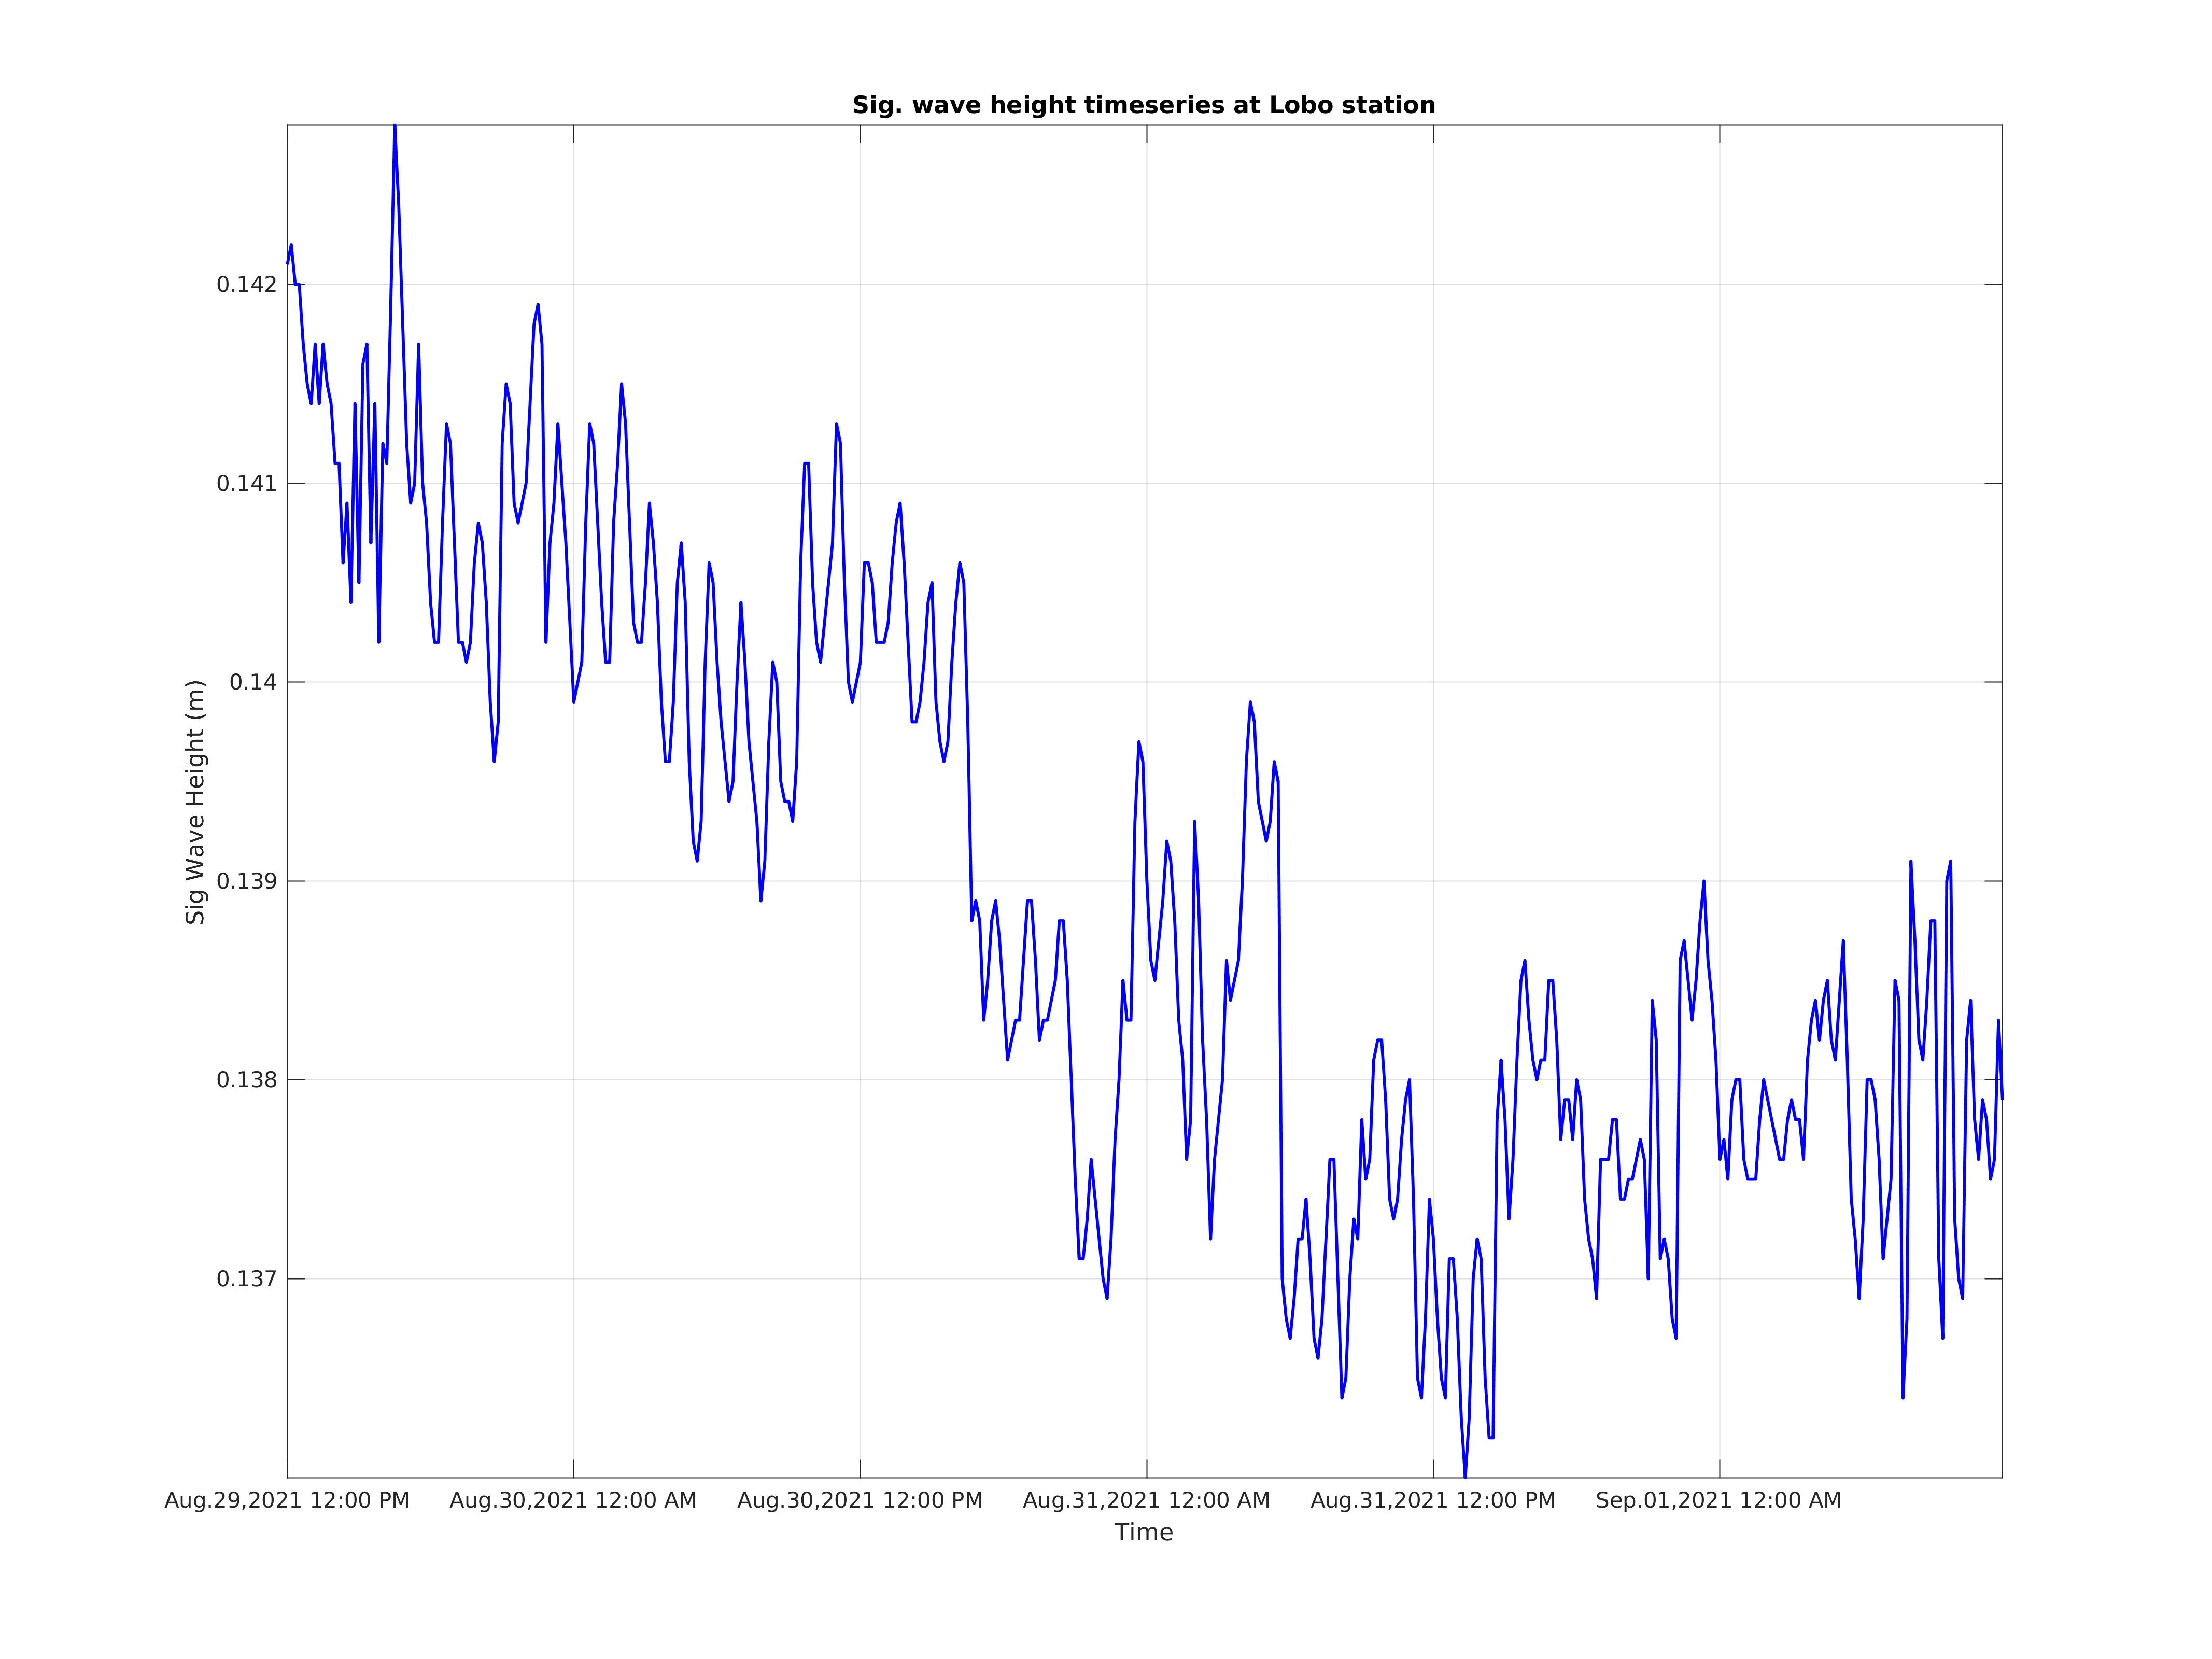 Sig. wave height timeseries at Lobo station
0.142
0.141
0.14
0.139
0.138
0.137
Sig Wave Height (m)
Aug.29,2021 12:00 PM
Aug.30,2021 12:00 AM
Aug.30,2021 12:00 PM
Aug.31,2021 12:00 AM
Aug.31,2021 12:00 PM
Sep.01,2021 12:00 AM
Time